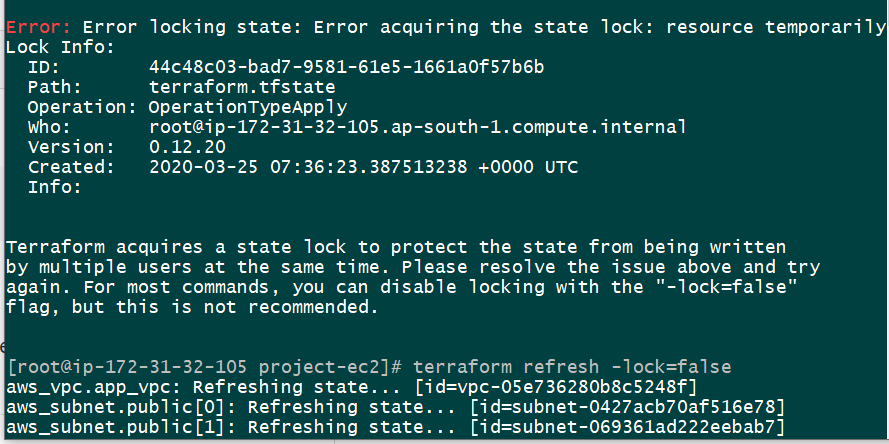 Error: Error locking state: Error acquiring the state lock: resource temporarily
Lock Info:
  ID:        44c48c03-bad7-9581-61e5-1661a0f57b6b
  Path:      terraform.tfstate
  Operation: OperationTypeApply
  Who:       root@ip-172-31-32-105.ap-south-1.compute.internal
  Version:   0.12.20
  Created:   2020-03-25 07:36:23.387513238 +0000 UTC
  Info:
Terraform acquires a state lock to protect the state from being written
by multiple users at the same time. Please resolve the issue above and try
again. For most commands, you can disable locking with the "-lock=false"
flag, but this is not recommended.
[root@ip-172-31-32-105 project-ec2]# terraform refresh -lock=false
aws_vpc.app_vpc: Refreshing state... [id=vpc-05e736280b8c5248f]
aws_subnet.public[0]: Refreshing state... [id=subnet-0427acb70af516e78]
aws_subnet.public[1]: Refreshing state... [id=subnet-069361ad222eebab7]